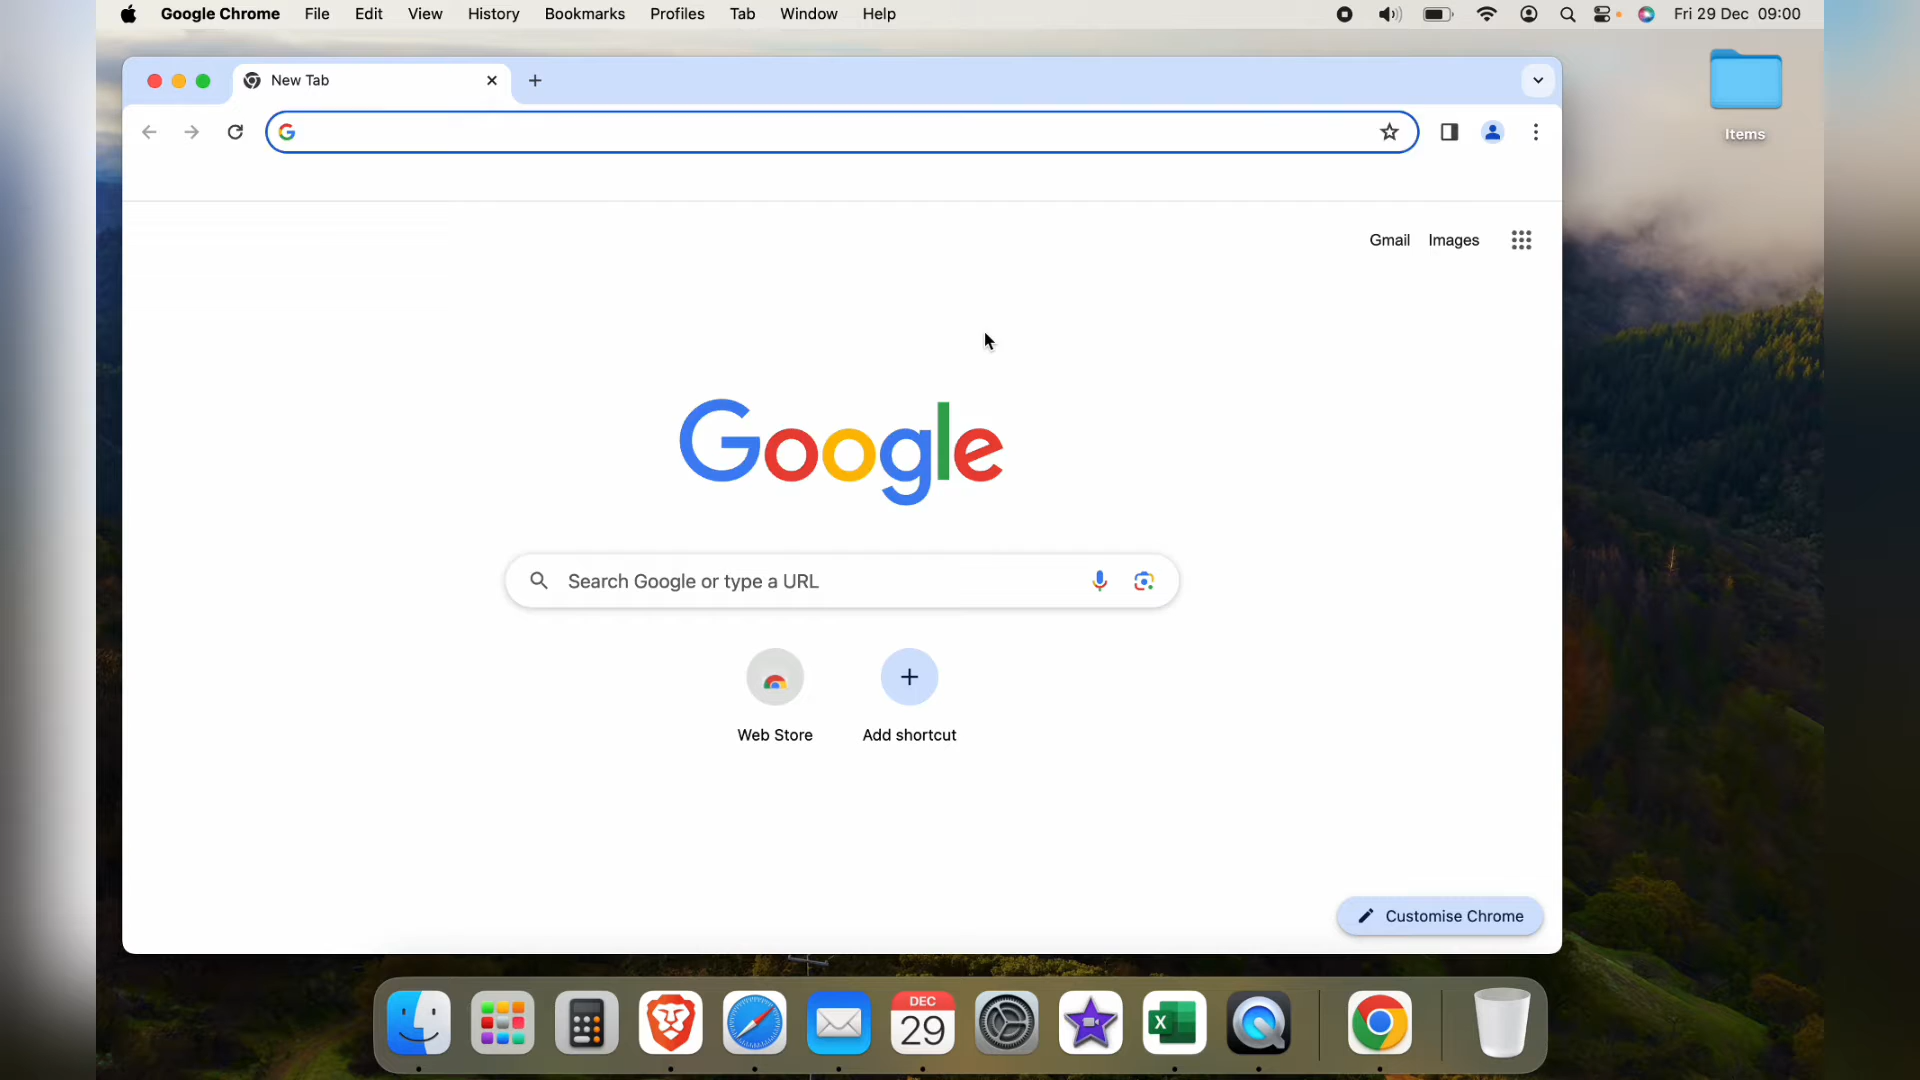 Google Chrome File Edit View History Bookmarks Profiles Tab Window Help Fri 29 Dec 09:00
New Tab
Items
Gmail Images
Google
Search Google or type a URL
Web Store Add shortcut
Customise Chrome
DEC
29
X